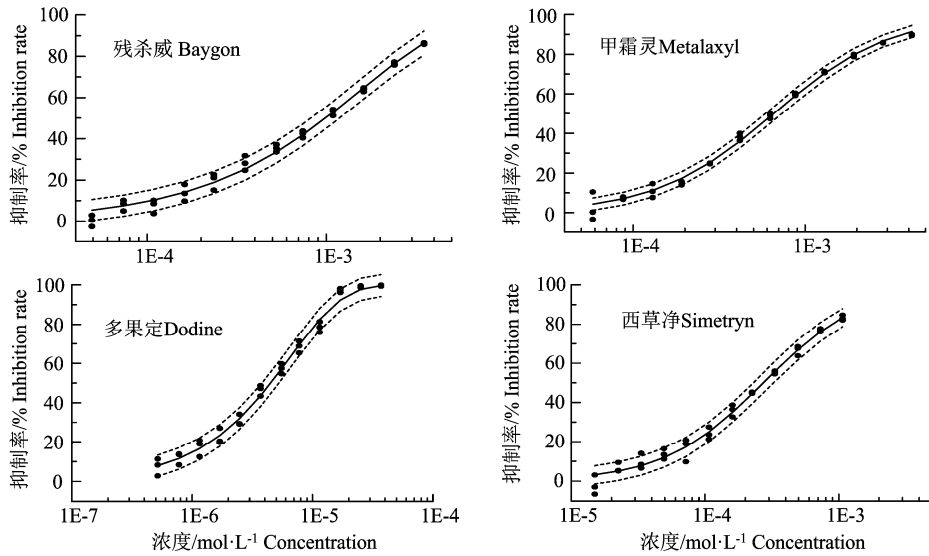 抑制率/% Inhibition rate
100
80
60
40
20
0
残杀威 Baygon
1E-4
1E-3
抑制率/% Inhibition rate
100
80
60
40
20
0
甲霜灵Metalaxyl
1E-4
1E-3
抑制率/% Inhibition rate
100
80
60
40
20
0
多果定Dodine
1E-7
1E-6
1E-5
1E-4
浓度/mol·L-1 Concentration
抑制率/% Inhibition rate
100
80
60
40
20
0
西草净Simetryn
1E-5
1E-4
1E-3
浓度/mol·L-1 Concentration